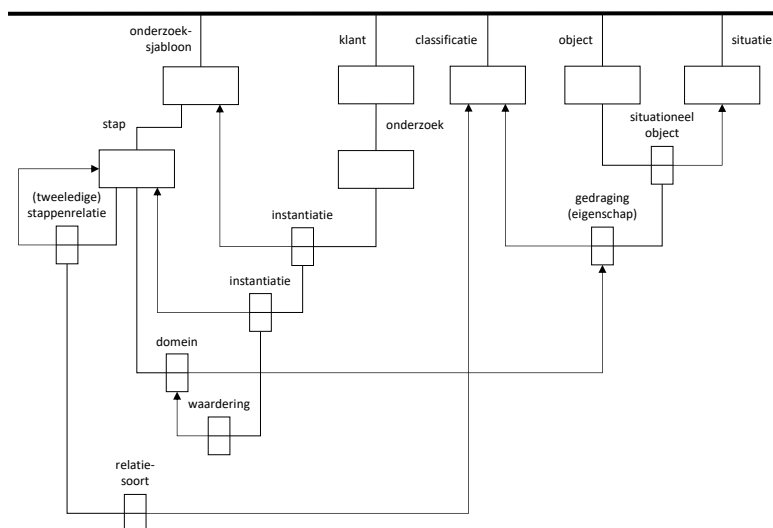 onderzoek-
sjabloon
klant
classificatie
object
situatie
stap
onderzoek
situationeel
object
(tweeledige)
stappenrelatie
instantiatie
gedraging
(eigenschap)
instantiatie
domein
waardering
relatie-
soort